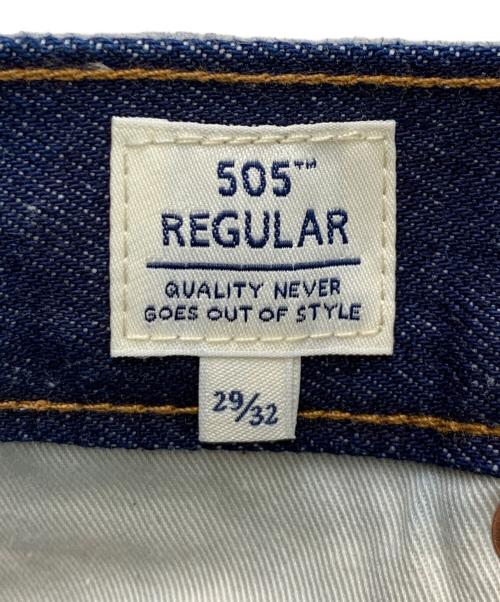 505™
REGULAR
QUALITY NEVER
GOES OUT OF STYLE
29/32